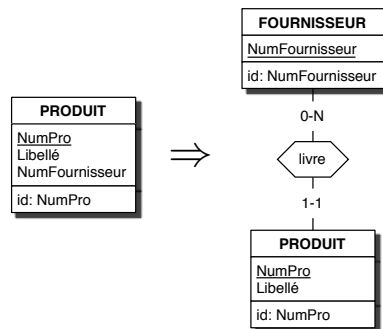 PRODUIT
NumPro
Libellé
NumFournisseur
id: NumPro
⇒
FOURNISSEUR
NumFournisseur
id: NumFournisseur
0-N
livre
1-1
PRODUIT
NumPro
Libellé
id: NumPro